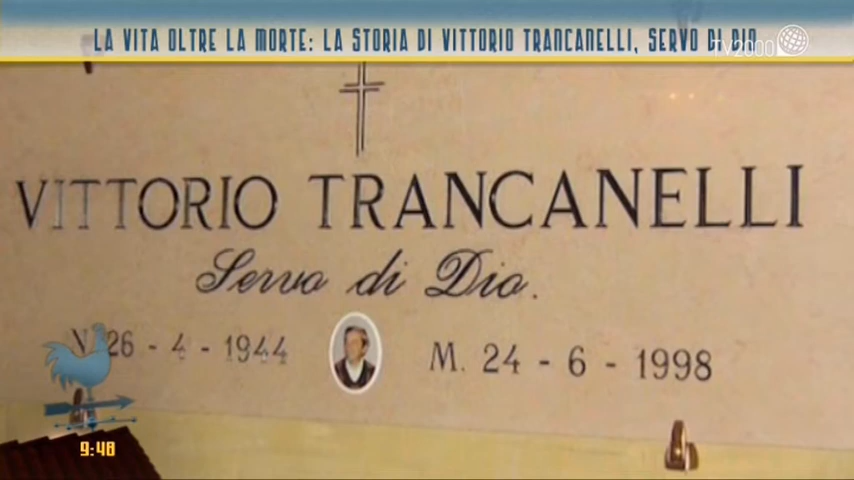 LA VITA OLTRE LA MORTE: LA STORIA DI VITTORIO TRANCANELLI, SERVO DI DIO
TV2000
VITTORIO TRANCANELLI
Servo di Dio.
N. 26 - 4 - 1944 M. 24 - 6 - 1998
9:48